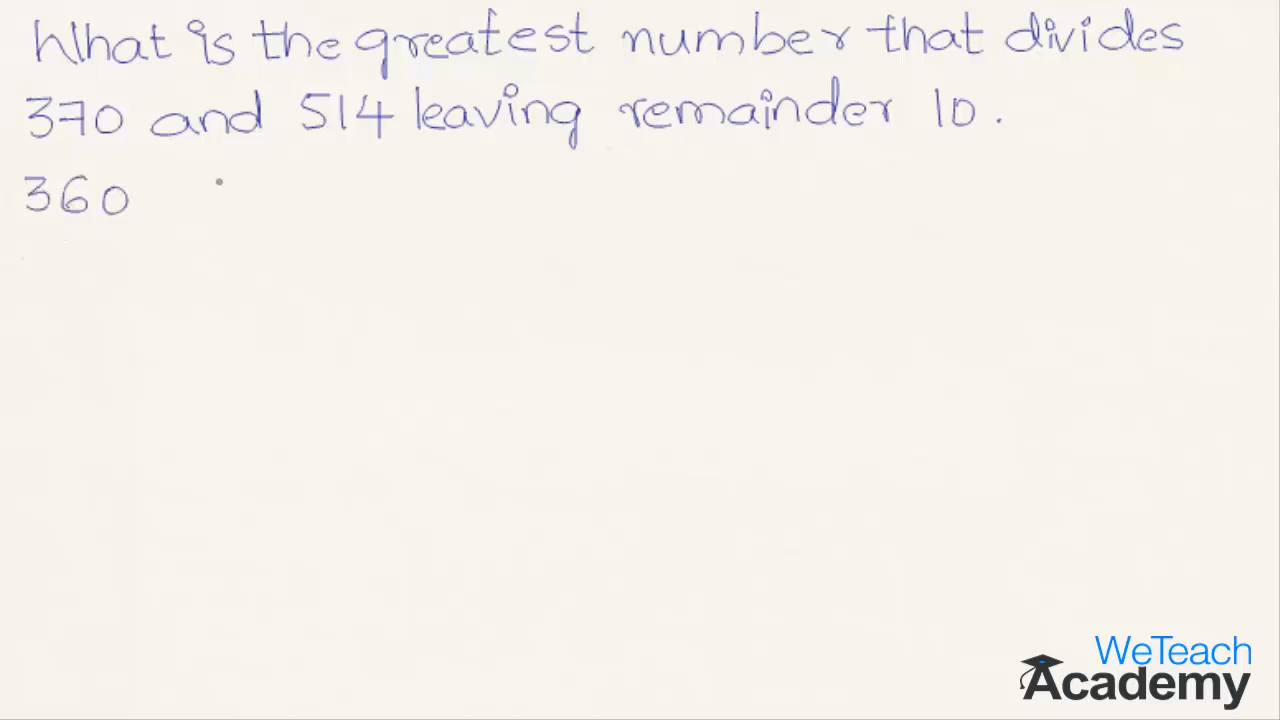 What is the greatest number that divides
370 and 514 leaving remainder 10.
360
WeTeach
Academy